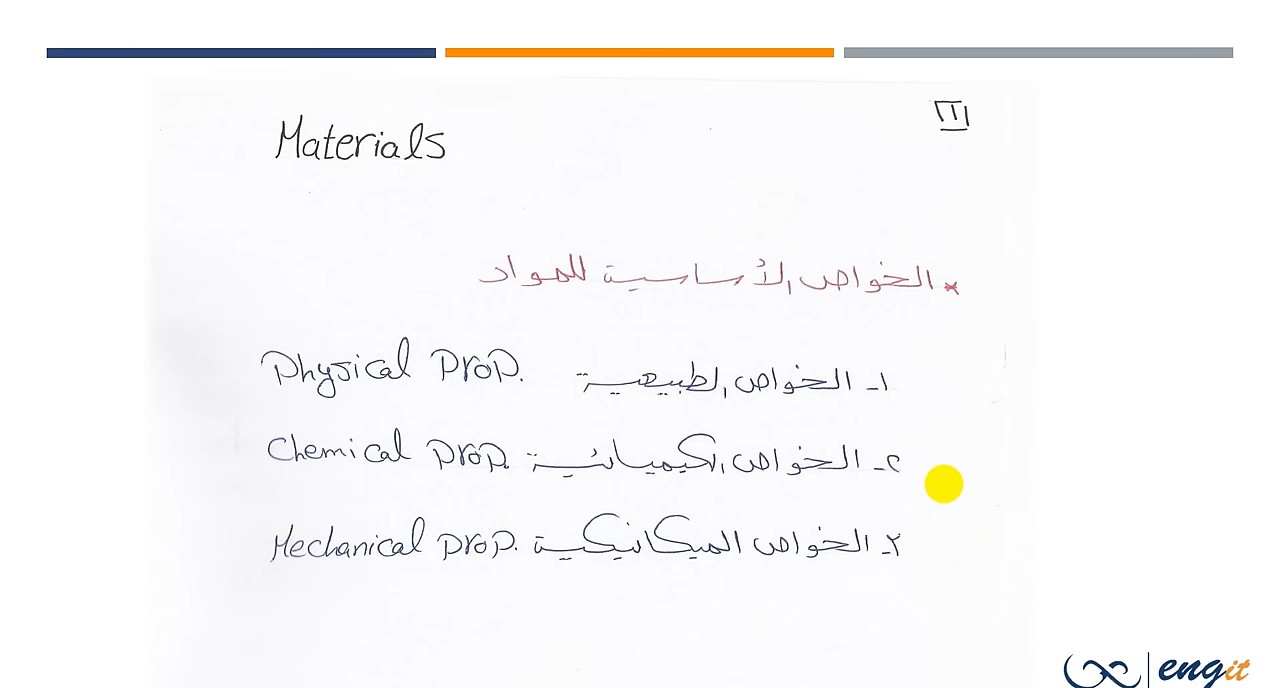 Materials
* الخواص الأساسية للمواد
١- الخواص الطبيعية Physical Prop.
٢- الخواص الكيميائية Chemical Prop.
٣- الخواص الميكانيكية Mechanical Prop.
engit